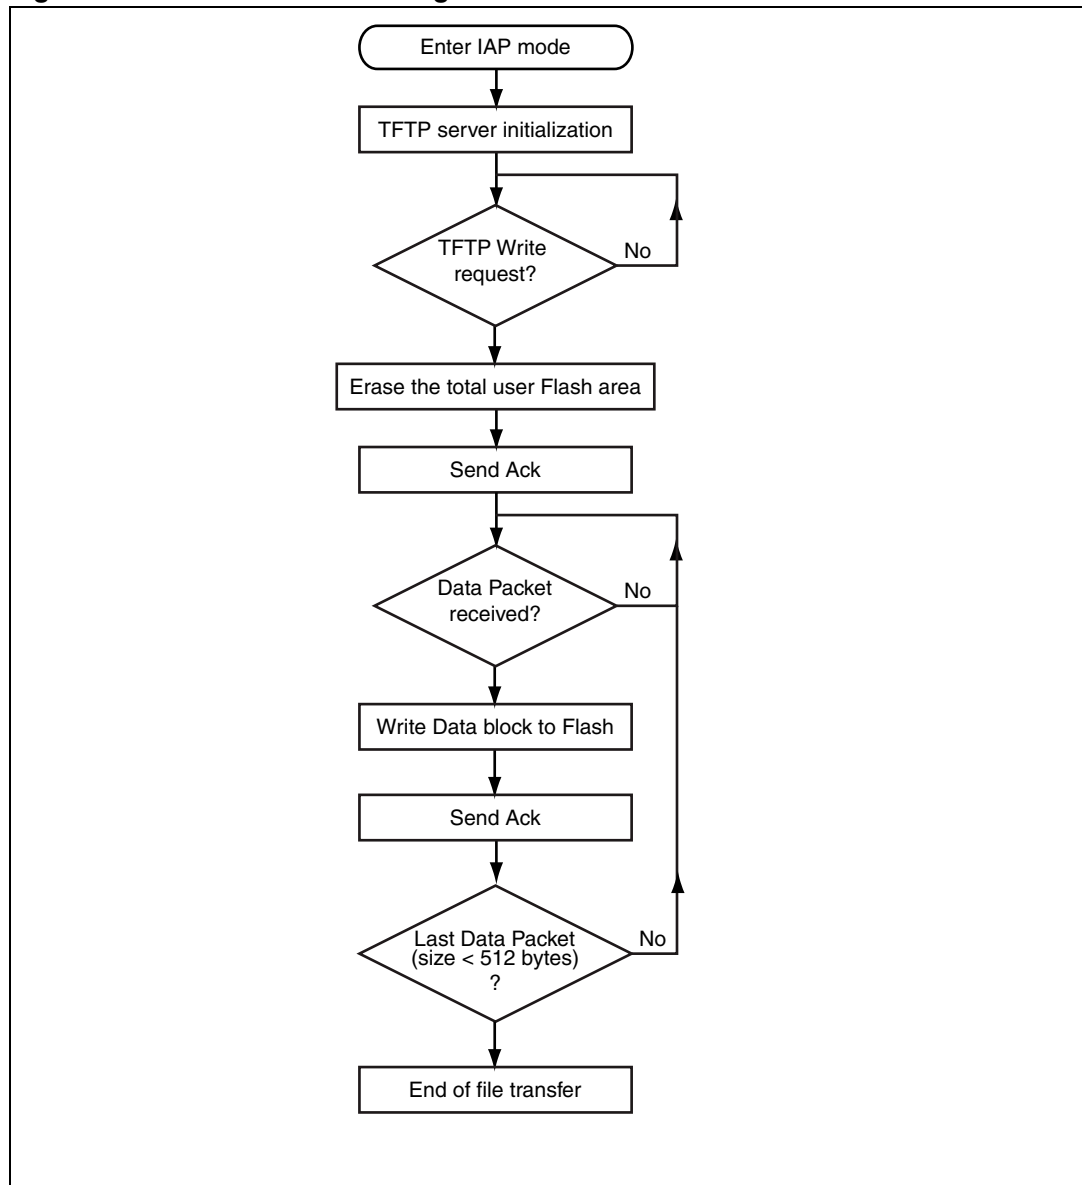 Enter IAP mode
TFTP server initialization
TFTP Write
request?
No
Erase the total user Flash area
Send Ack
Data Packet
received?
No
Write Data block to Flash
Send Ack
Last Data Packet
(size < 512 bytes)
?
No
End of file transfer